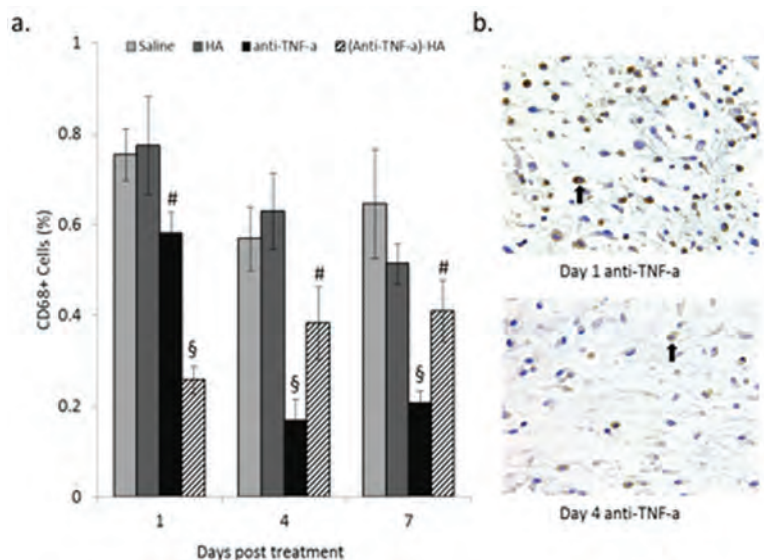 a.
b.
Saline HA anti-TNF-a (Anti-TNF-a)-HA
1
0.8
0.6
0.4
0.2
0
CD68+ Cells (%)
#
§
§
#
§
#
1 4 7
Days post treatment
Day 1 anti-TNF-a
Day 4 anti-TNF-a